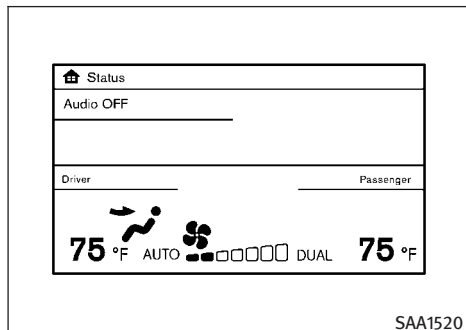 Status
Audio OFF
Driver Passenger
75 °F AUTO DUAL 75 °F
SAA1520